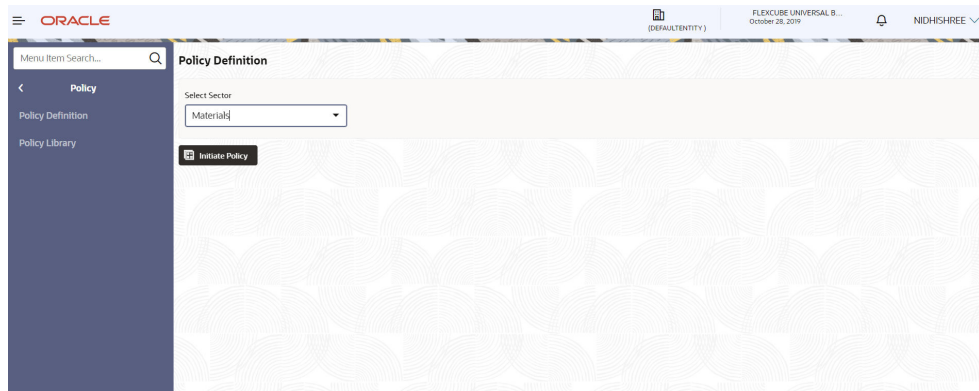 ORACLE
(DEFAULTENTITY )
FLEXCUBE UNIVERSAL B...
October 28, 2019
NIDHISHREE
Menu Item Search...
Policy
Policy Definition
Policy Library
Policy Definition
Select Sector
Materials
Initiate Policy